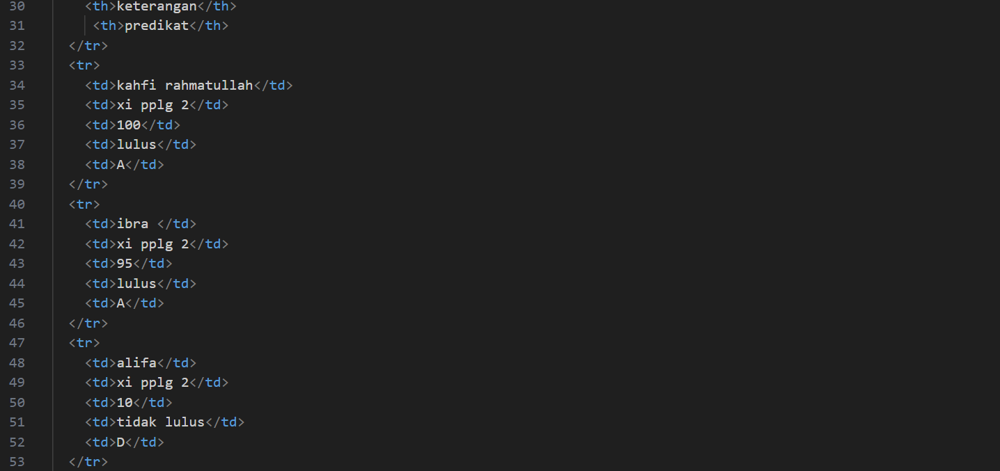 30 <th>keterangan</th>
31 <th>predikat</th>
32 </tr>
33 <tr>
34 <td>kahfi rahmatullah</td>
35 <td>xi pplg 2</td>
36 <td>100</td>
37 <td>lulus</td>
38 <td>A</td>
39 </tr>
40 <tr>
41 <td>ibra </td>
42 <td>xi pplg 2</td>
43 <td>95</td>
44 <td>lulus</td>
45 <td>A</td>
46 </tr>
47 <tr>
48 <td>alifa</td>
49 <td>xi pplg 2</td>
50 <td>10</td>
51 <td>tidak lulus</td>
52 <td>D</td>
53 </tr>